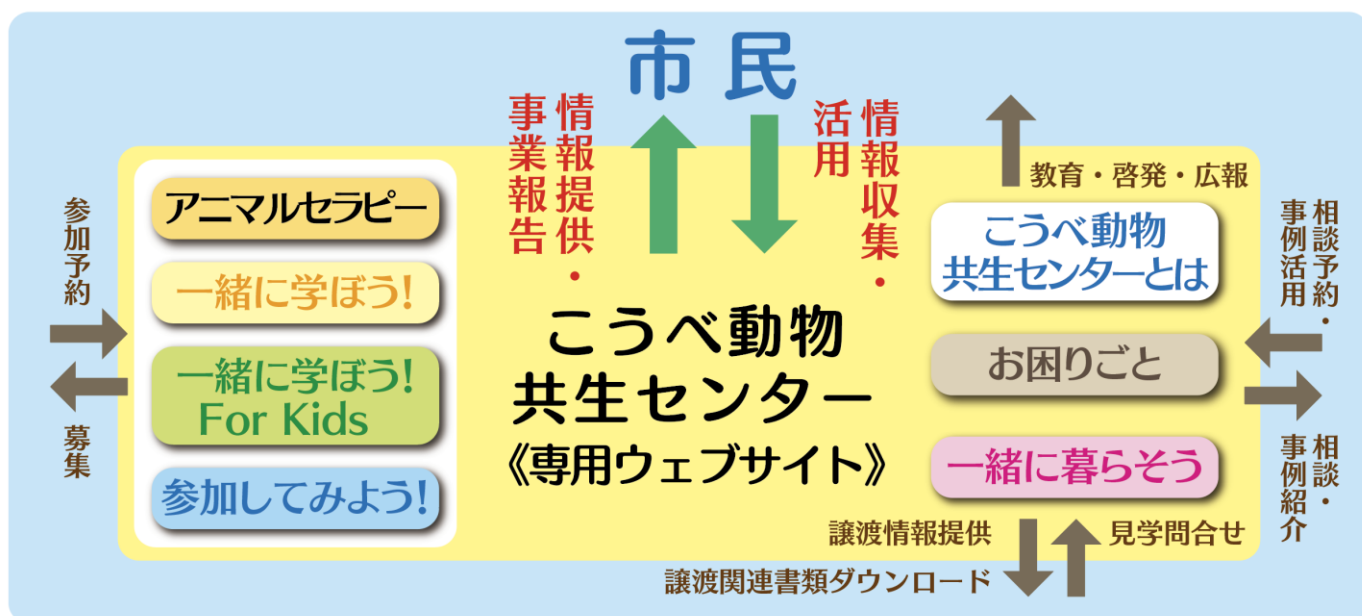 市民
情報提供・
事業報告
情報収集・
活用
教育・啓発・広報
参加予約
募集
アニマルセラピー
一緒に学ぼう!
一緒に学ぼう!
For Kids
参加してみよう!
こうべ動物
共生センター
《専用ウェブサイト》
こうべ動物
共生センターとは
お困りごと
一緒に暮らそう
相談予約・
事例活用
相談・
事例紹介
譲渡情報提供
見学問合せ
譲渡関連書類ダウンロード